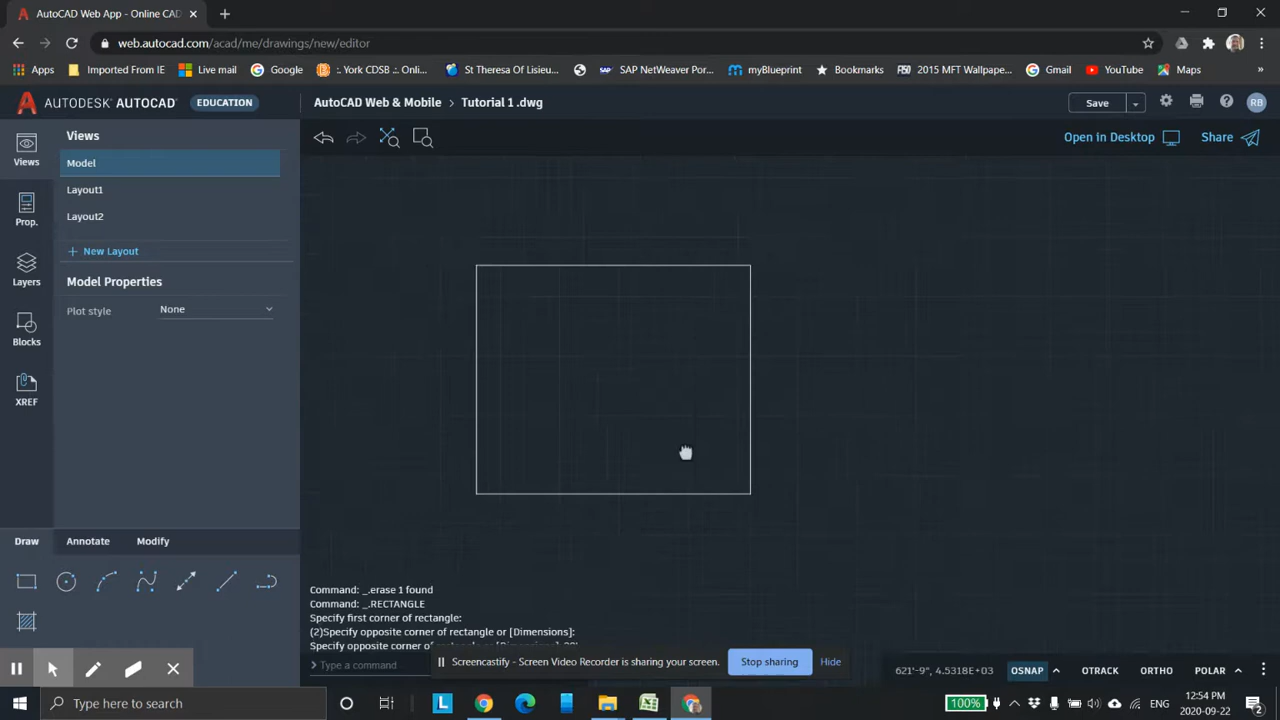 AutoCAD Web App - Online CAD
web.autocad.com/acad/me/drawings/new/editor
Apps Imported From IE Live mail Google : York CDSB :. Onli... St Theresa Of Lisieu... SAP NetWeaver Por... myBlueprint Bookmarks 2015 MFT Wallpape... Gmail YouTube Maps »
AUTODESK® AUTOCAD® EDUCATION AutoCAD Web & Mobile > Tutorial 1 .dwg Save RB
Views
Views
Model
Open in Desktop Share
Layout1
Prop.
Layout2
+ New Layout
Layers
Model Properties
Plot style None
Blocks
XREF
Draw Annotate Modify
Command: _.erase 1 found
Command: _.RECTANGLE
Specify first corner of rectangle:
(2)Specify opposite corner of rectangle or [Dimensions]:
Type a command
Screencastify - Screen Video Recorder is sharing your screen. Stop sharing Hide
621'-9", 4.5318E+03 OSNAP OTRACK ORTHO POLAR
Type here to search
100%
12:54 PM
2020-09-22
2